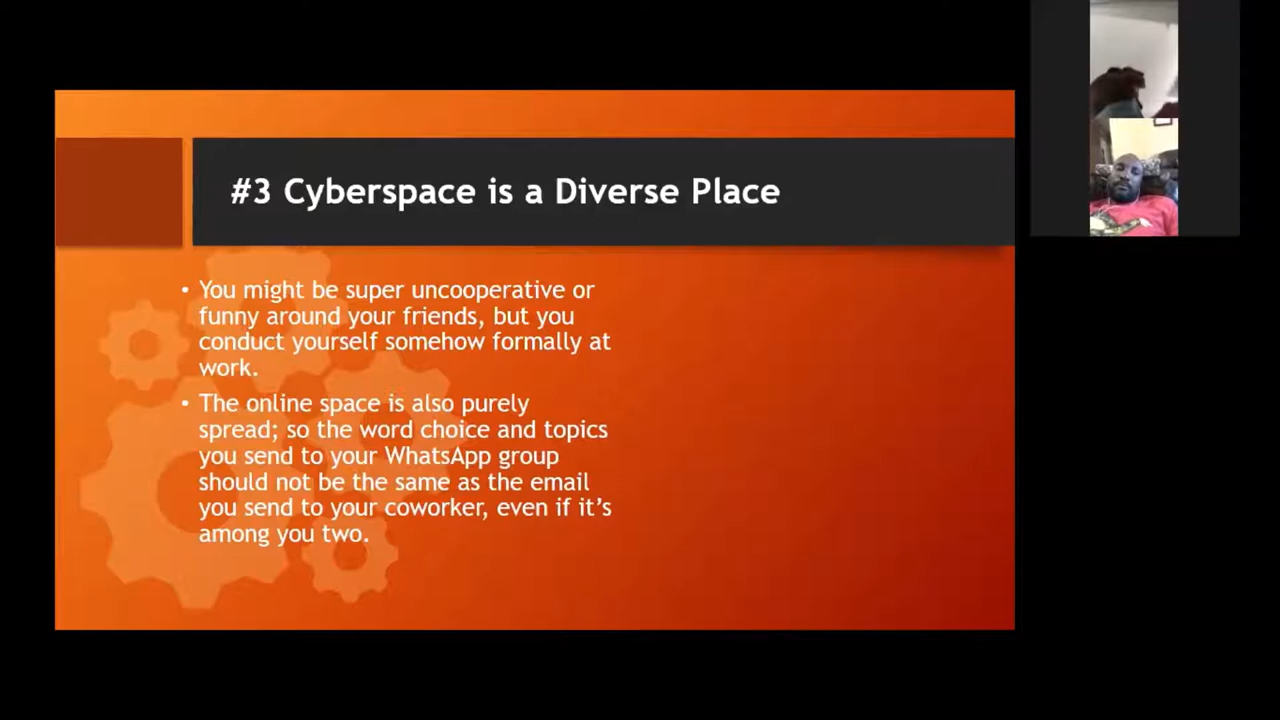 #3 Cyberspace is a Diverse Place
• You might be super uncooperative or
funny around your friends, but you
conduct yourself somehow formally at
work.
• The online space is also purely
spread; so the word choice and topics
you send to your WhatsApp group
should not be the same as the email
you send to your coworker, even if it’s
among you two.